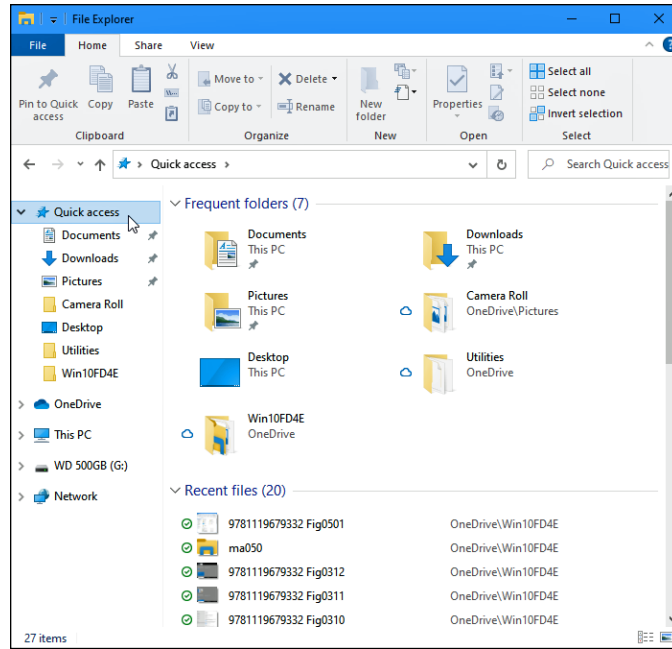 File Explorer
File Home Share View
Pin to Quick access
Copy
Paste
Move to
Copy to
Delete
Rename
New folder
Properties
Select all
Select none
Invert selection
Clipboard Organize New Open Select
Quick access
Search Quick access
Quick access
Documents
Downloads
Pictures
Camera Roll
Desktop
Utilities
Win10FD4E
OneDrive
This PC
WD 500GB (G:)
Network
Frequent folders (7)
Documents
This PC
Downloads
This PC
Pictures
This PC
Camera Roll
OneDrive\Pictures
Desktop
This PC
Utilities
OneDrive
Win10FD4E
OneDrive
Recent files (20)
9781119679332 Fig0501 OneDrive\Win10FD4E
ma050 OneDrive\Win10FD4E
9781119679332 Fig0312 OneDrive\Win10FD4E
9781119679332 Fig0311 OneDrive\Win10FD4E
9781119679332 Fig0310 OneDrive\Win10FD4E
27 items